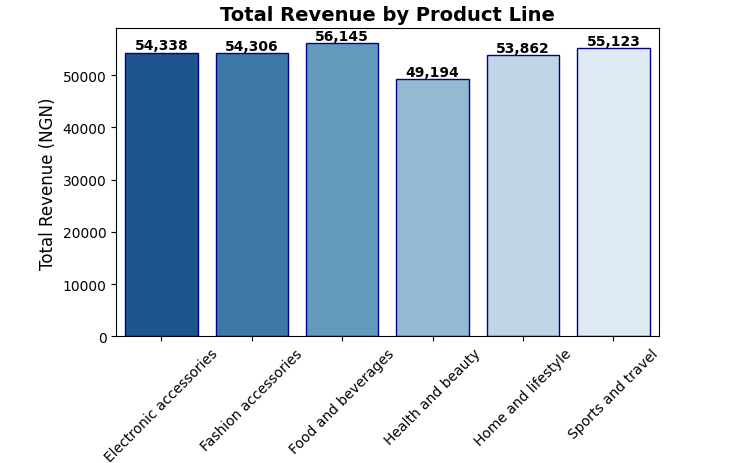 Total Revenue by Product Line
Total Revenue (NGN)
50000
40000
30000
20000
10000
0
54,338
54,306
56,145
49,194
53,862
55,123
Electronic accessories
Fashion accessories
Food and beverages
Health and beauty
Home and lifestyle
Sports and travel